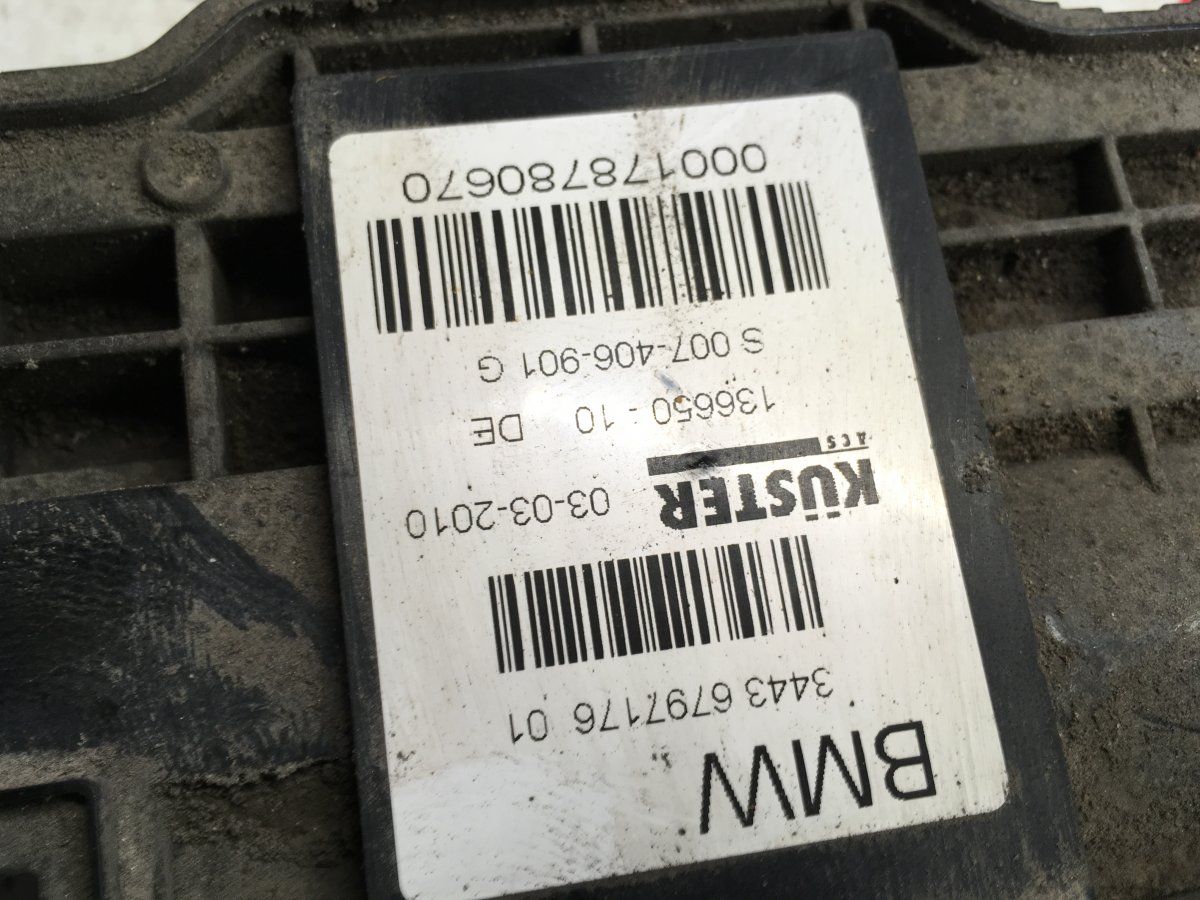 BMW
3443 6797176 01
KÜSTER 03-03-2010
ACS
136650 - 10 DE
S 007-406-901 G
000178780670